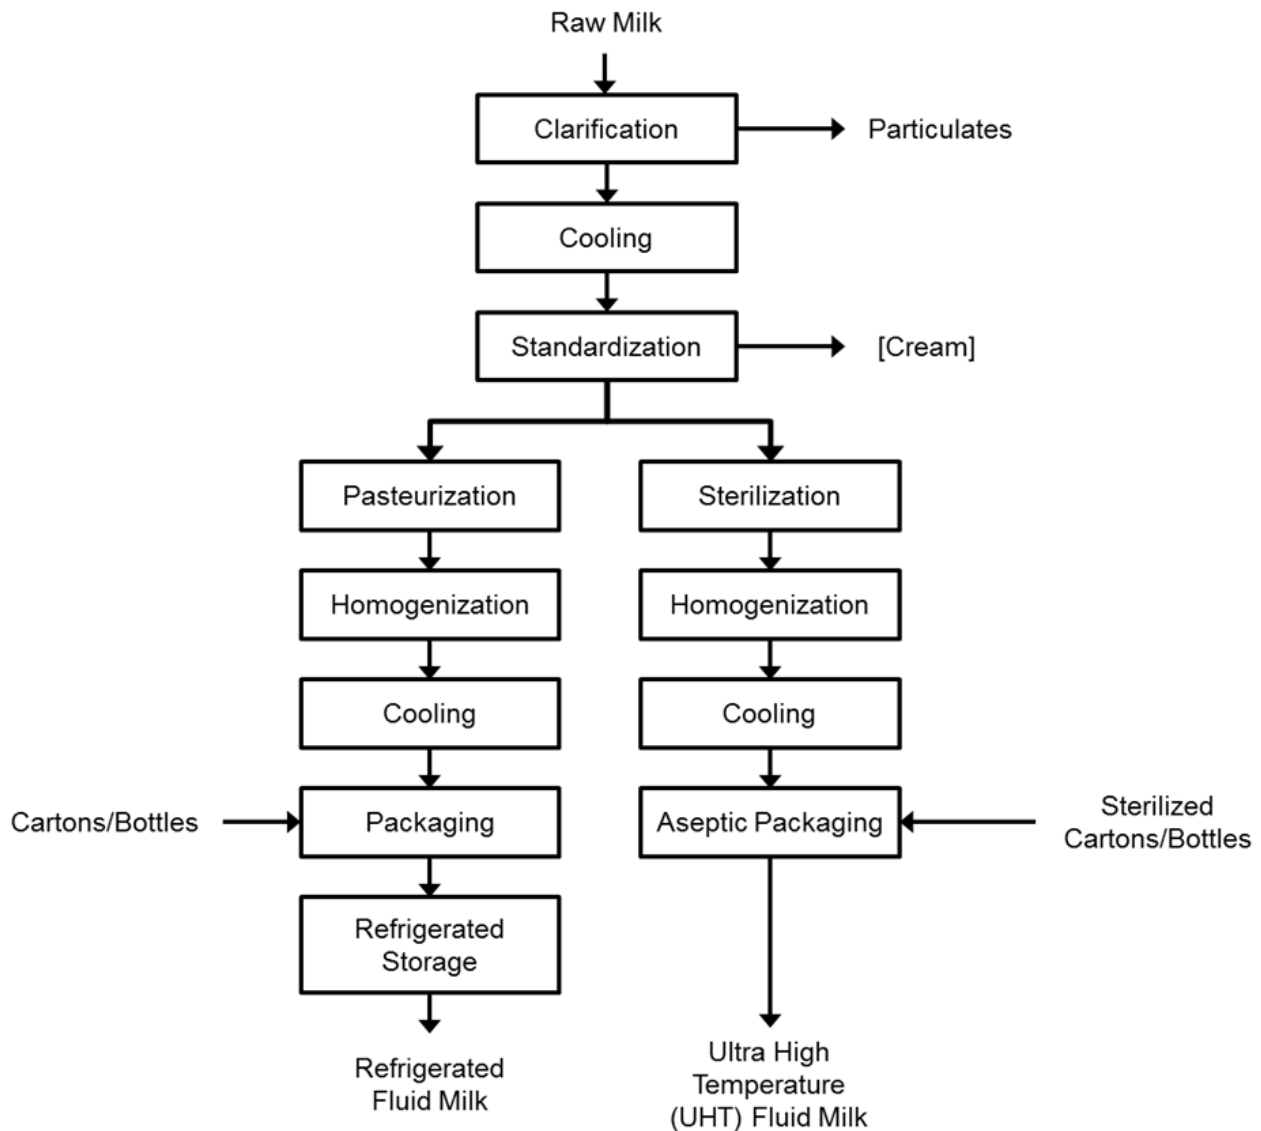 Raw Milk
Clarification
Particulates
Cooling
Standardization
[Cream]
Pasteurization
Sterilization
Homogenization
Homogenization
Cooling
Cooling
Cartons/Bottles
Packaging
Aseptic Packaging
Sterilized
Cartons/Bottles
Refrigerated
Storage
Refrigerated
Fluid Milk
Ultra High
Temperature
(UHT) Fluid Milk